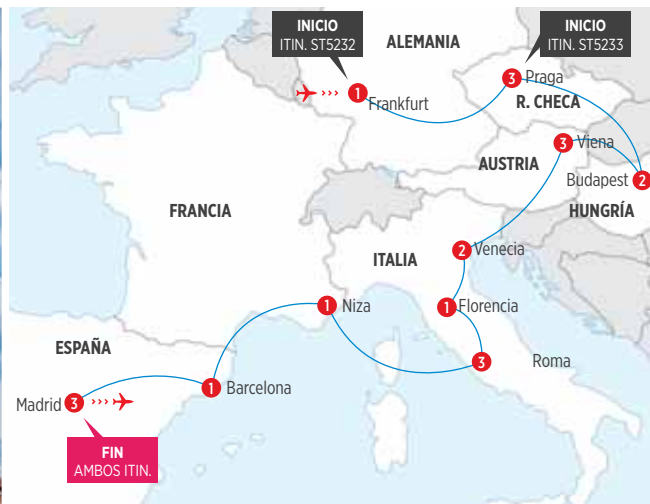 INICIO
ITIN. ST5232
ALEMANIA
INICIO
ITIN. ST5233
1
Frankfurt
3
Praga
R. CHECA
3
Viena
AUSTRIA
Budapest
2
HUNGRÍA
FRANCIA
2
Venecia
ITALIA
1
Florencia
1
Niza
3
Roma
ESPAÑA
1
Barcelona
Madrid
3
FIN
AMBOS ITIN.